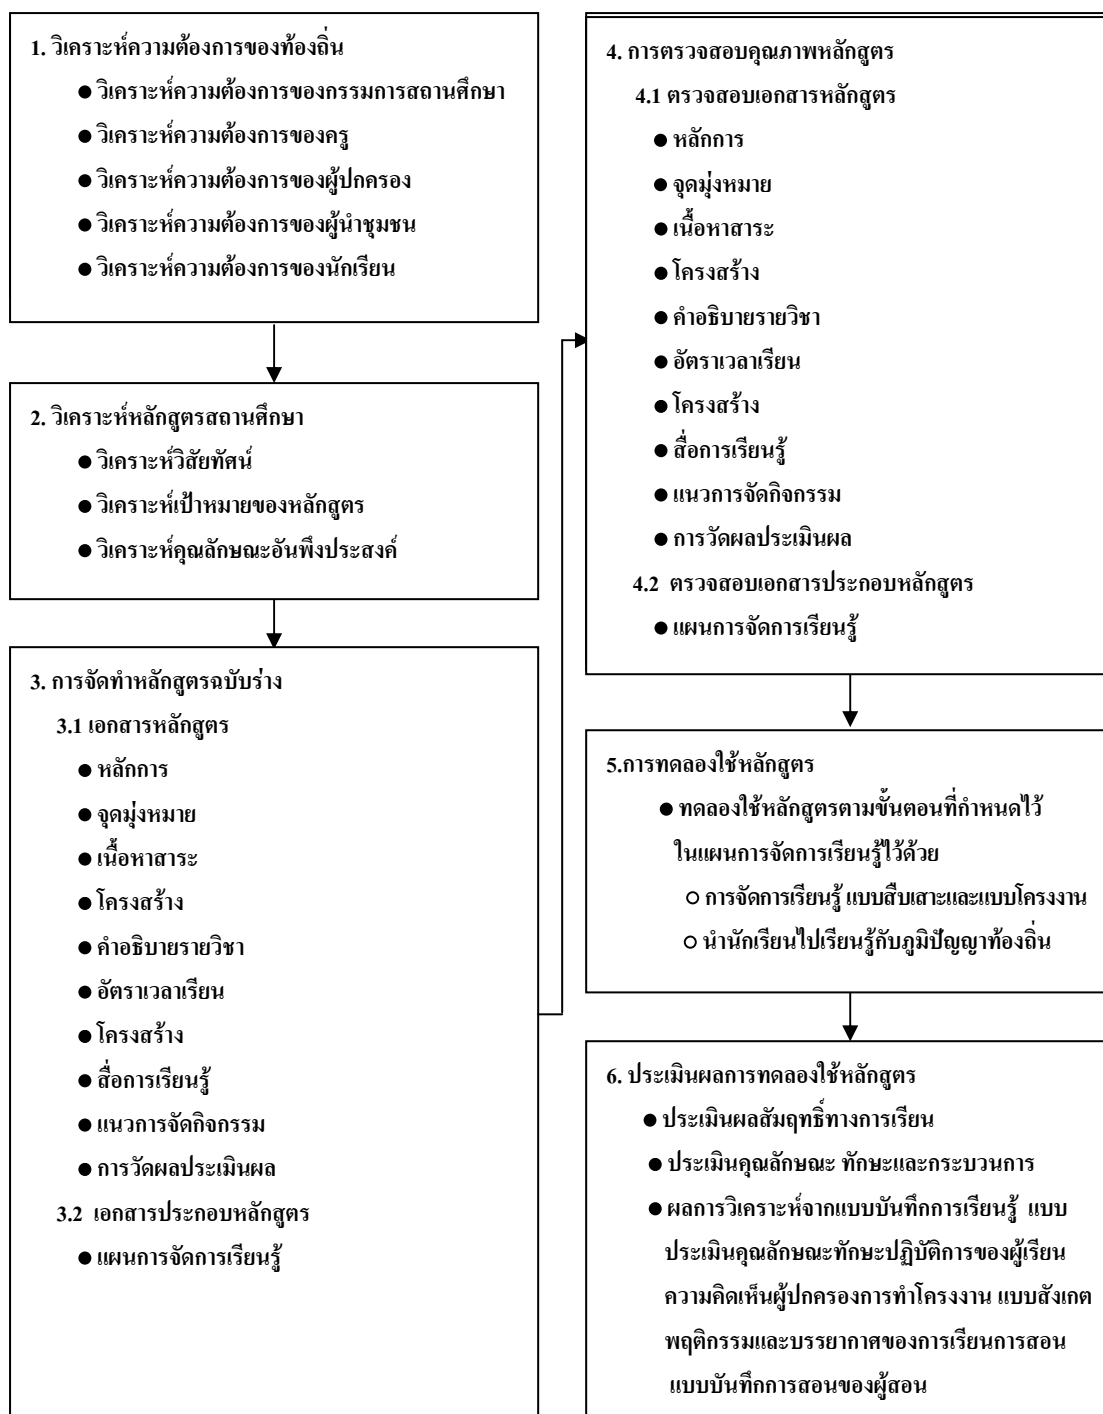 1. วิเคราะห์ความต้องการของท้องถิ่น
● วิเคราะห์ความต้องการของกรรมการสถานศึกษา
● วิเคราะห์ความต้องการของครู
● วิเคราะห์ความต้องการของผู้ปกครอง
● วิเคราะห์ความต้องการของผู้นำชุมชน
● วิเคราะห์ความต้องการของนักเรียน
2. วิเคราะห์หลักสูตรสถานศึกษา
● วิเคราะห์วิสัยทัศน์
● วิเคราะห์เป้าหมายของหลักสูตร
● วิเคราะห์คุณลักษณะอันพึงประสงค์
3. การจัดทำหลักสูตรฉบับร่าง
3.1 เอกสารหลักสูตร
● หลักการ
● จุดมุ่งหมาย
● เนื้อหาสาระ
● โครงสร้าง
● คำอธิบายรายวิชา
● อัตราเวลาเรียน
● โครงสร้าง
● สื่อการเรียนรู้
● แนวการจัดกิจกรรม
● การวัดผลประเมินผล
3.2 เอกสารประกอบหลักสูตร
● แผนการจัดการเรียนรู้
4. การตรวจสอบคุณภาพหลักสูตร
4.1 ตรวจสอบเอกสารหลักสูตร
● หลักการ
● จุดมุ่งหมาย
● เนื้อหาสาระ
● โครงสร้าง
● คำอธิบายรายวิชา
● อัตราเวลาเรียน
● โครงสร้าง
● สื่อการเรียนรู้
● แนวการจัดกิจกรรม
● การวัดผลประเมินผล
4.2 ตรวจสอบเอกสารประกอบหลักสูตร
● แผนการจัดการเรียนรู้
5.การทดลองใช้หลักสูตร
● ทดลองใช้หลักสูตรตามขั้นตอนที่กำหนดไว้
ในแผนการจัดการเรียนรู้ไว้ด้วย
○ การจัดการเรียนรู้ แบบสืบเสาะและแบบโครงงาน
○ นำนักเรียนไปเรียนรู้กับภูมิปัญญาท้องถิ่น
6. ประเมินผลการทดลองใช้หลักสูตร
● ประเมินผลสัมฤทธิ์ทางการเรียน
● ประเมินคุณลักษณะ ทักษะและกระบวนการ
● ผลการวิเคราะห์จากแบบบันทึกการเรียนรู้ แบบ
ประเมินคุณลักษณะทักษะปฏิบัติการของผู้เรียน
ความคิดเห็นผู้ปกครองการทำโครงงาน แบบสังเกต
พฤติกรรมและบรรยากาศของการเรียนการสอน
แบบบันทึกการสอนของผู้สอน